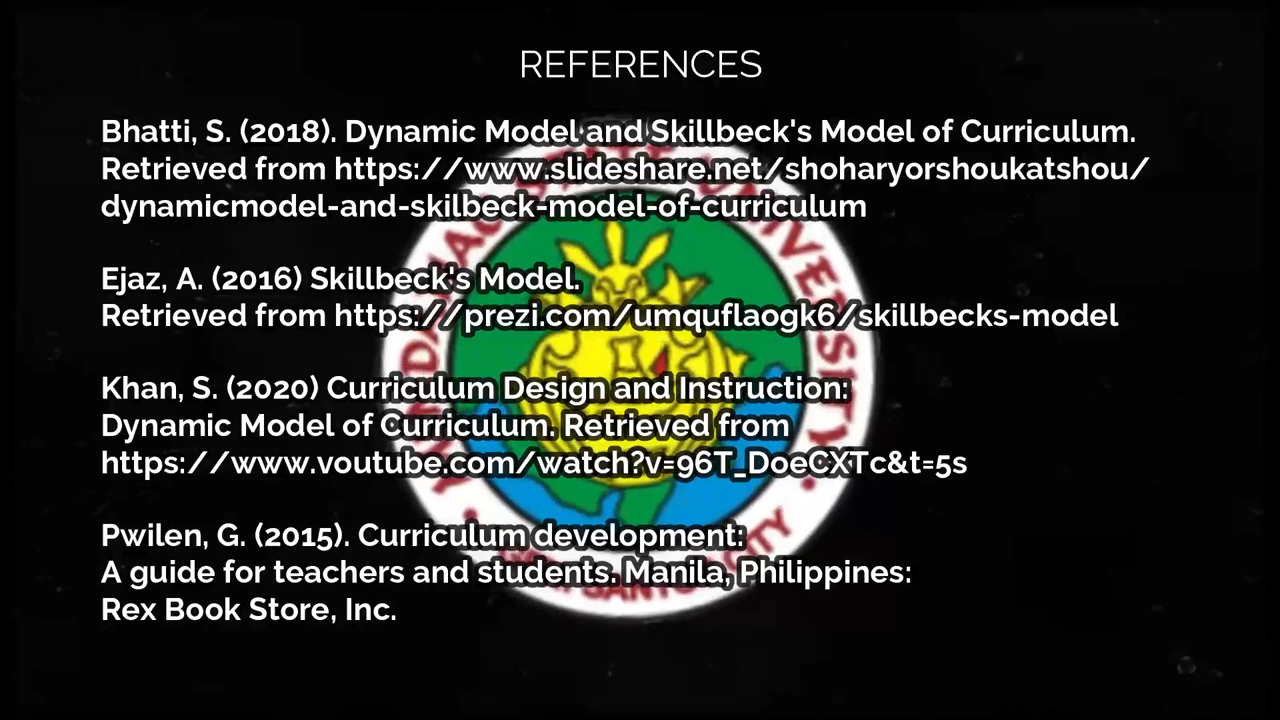 REFERENCES
Bhatti, S. (2018). Dynamic Model and Skillbeck's Model of Curriculum.
Retrieved from https://www.slideshare.net/shoharyorshoukatshou/
dynamicmodel-and-skilbeck-model-of-curriculum
Ejaz, A. (2016) Skillbeck's Model.
Retrieved from https://prezi.com/umquflaogk6/skillbecks-model
Khan, S. (2020) Curriculum Design and Instruction:
Dynamic Model of Curriculum. Retrieved from
https://www.youtube.com/watch?v=96T_DoeCXTc&t=5s
Pwilen, G. (2015). Curriculum development:
A guide for teachers and students. Manila, Philippines:
Rex Book Store, Inc.
UNIVERSITY
CITY